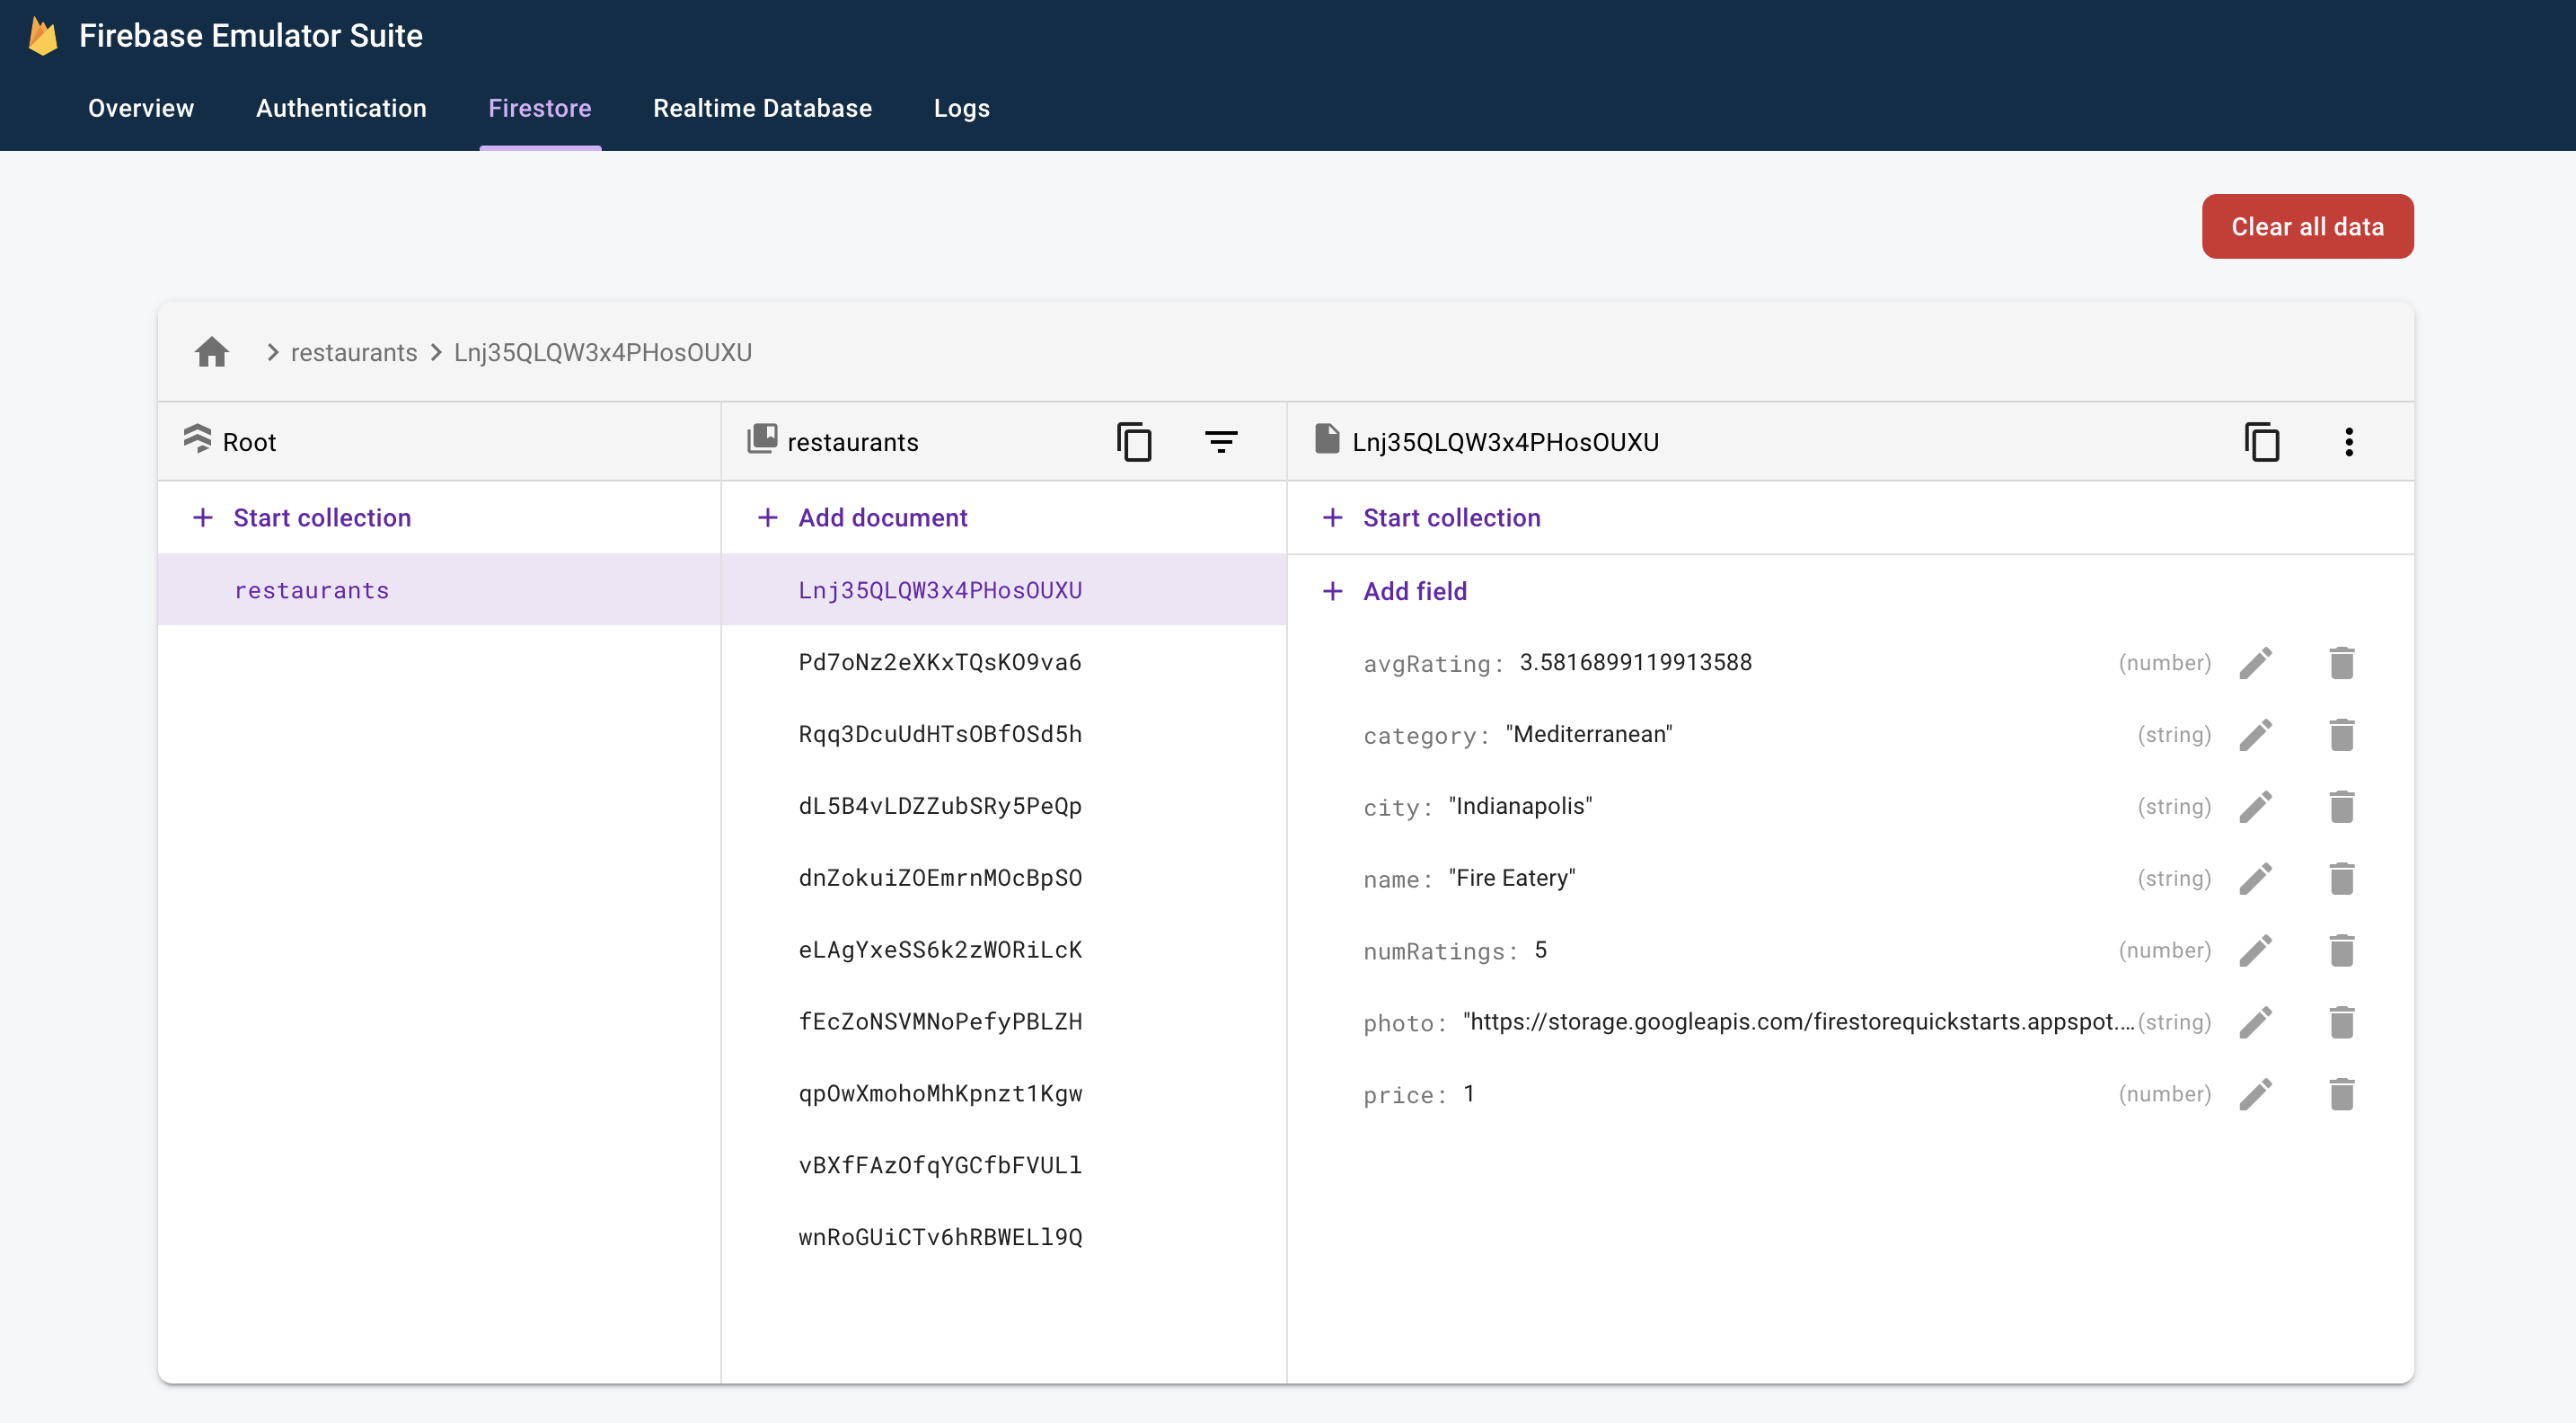 Firebase Emulator Suite
Overview Authentication Firestore Realtime Database Logs
Clear all data
restaurants Lnj35QLQW3x4PHosOUXU
Root
Start collection
restaurants
restaurants
Add document
Lnj35QLQW3x4PHosOUXU
Pd7oNz2eXKxTQsKO9va6
Rqq3DcuUdHTsOBfOSd5h
dL5B4vLDZZubSRy5PeQp
dnZokuiZOEmrnMOcBpSO
eLAgYxeSS6k2zWORiLcK
fEcZoNSVMNoPefyPBLZH
qpOwXmohoMhKpnzt1Kgw
vBXfFAzOfqYGCfbFVULl
wnRoGUiCTv6hRBWELl9Q
Lnj35QLQW3x4PHosOUXU
Start collection
Add field
avgRating: 3.5816899119913588 (number)
category: "Mediterranean" (string)
city: "Indianapolis" (string)
name: "Fire Eatery" (string)
numRatings: 5 (number)
photo: "https://storage.googleapis.com/firestorequickstarts.appspot.… (string)
price: 1 (number)